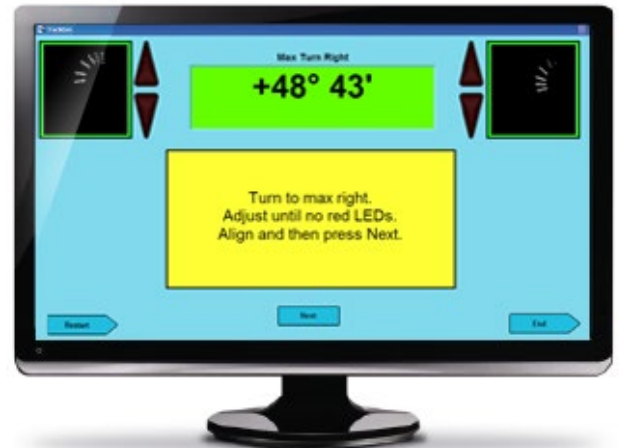 Max Turn Right
+48° 43'
Turn to max right.
Adjust until no red LEDs.
Align and then press Next.
Next
Restart
End